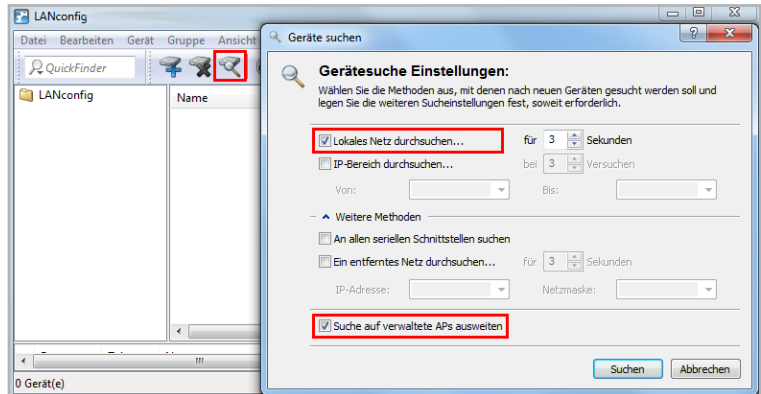 LANconfig
Datei Bearbeiten Gerät Gruppe Ansicht
QuickFinder
LANconfig
Name
0 Gerät(e)
Geräte suchen
Gerätesuche Einstellungen:
Wählen Sie die Methoden aus, mit denen nach neuen Geräten gesucht werden soll und
legen Sie die weiteren Sucheinstellungen fest, soweit erforderlich.
Lokales Netz durchsuchen... für 3 Sekunden
IP-Bereich durchsuchen... bei 3 Versuchen
Von: Bis:
Weitere Methoden
An allen seriellen Schnittstellen suchen
Ein entferntes Netz durchsuchen... für 3 Sekunden
IP-Adresse: Netzmaske:
Suche auf verwaltete APs ausweiten
Suchen Abbrechen